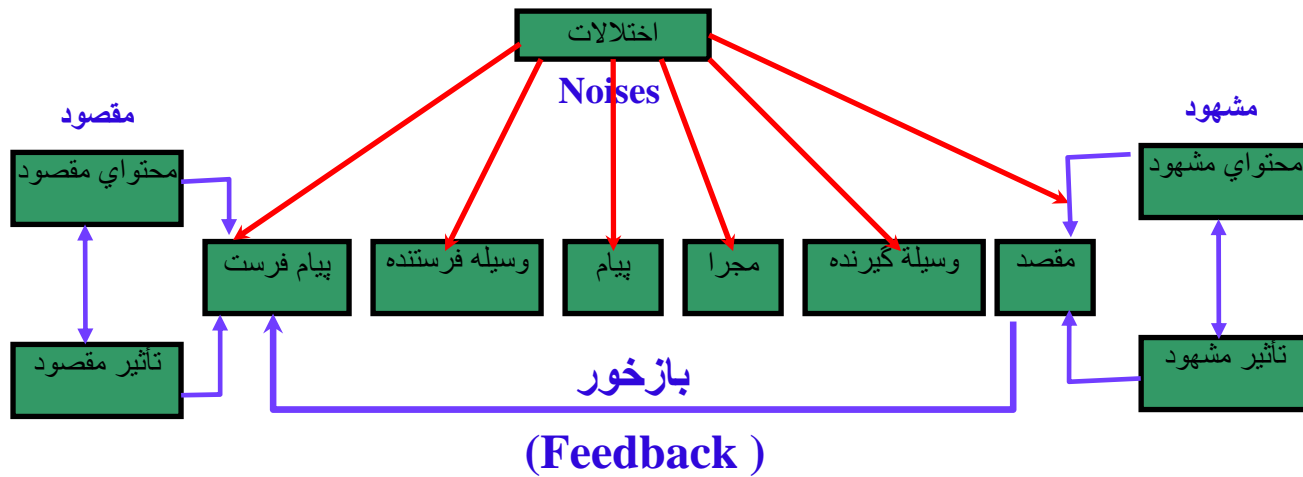 اختلالات
Noises
مقصود
مشهود
محتواي مقصود
محتواي مشهود
پيام فرست
وسيله فرستنده
پيام
مجرا
وسيلة گيرنده
مقصد
تأثير مقصود
تأثير مشهود
بازخور
(Feedback )